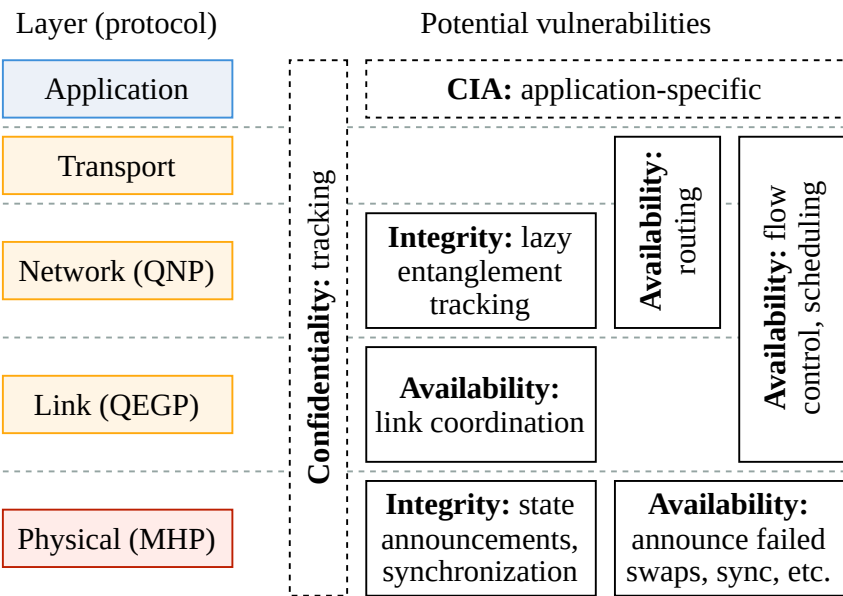 Layer (protocol)
Potential vulnerabilities
Application
CIA: application-specific
Transport
Confidentiality: tracking
Availability:
routing
Availability: flow
control, scheduling
Network (QNP)
Integrity: lazy
entanglement
tracking
Link (QEGP)
Availability:
link coordination
Physical (MHP)
Integrity: state
announcements,
synchronization
Availability:
announce failed
swaps, sync, etc.